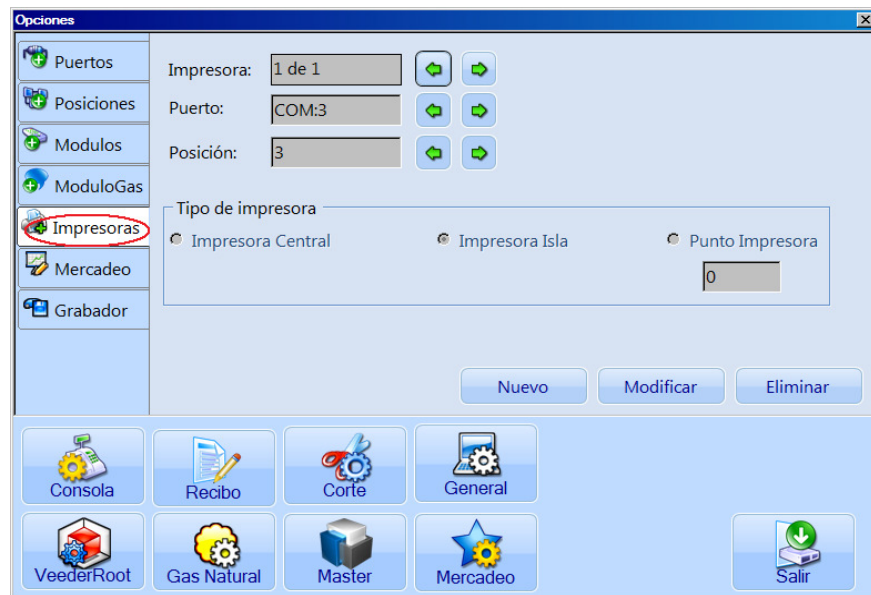 Opciones
Puertos
Posiciones
Modulos
ModuloGas
Impresoras
Mercadeo
Grabador
Impresora: 1 de 1
Puerto: COM:3
Posición: 3
Tipo de impresora
Impresora Central Impresora Isla Punto Impresora
0
Nuevo Modificar Eliminar
Consola Recibo Corte General
VeederRoot Gas Natural Master Mercadeo Salir